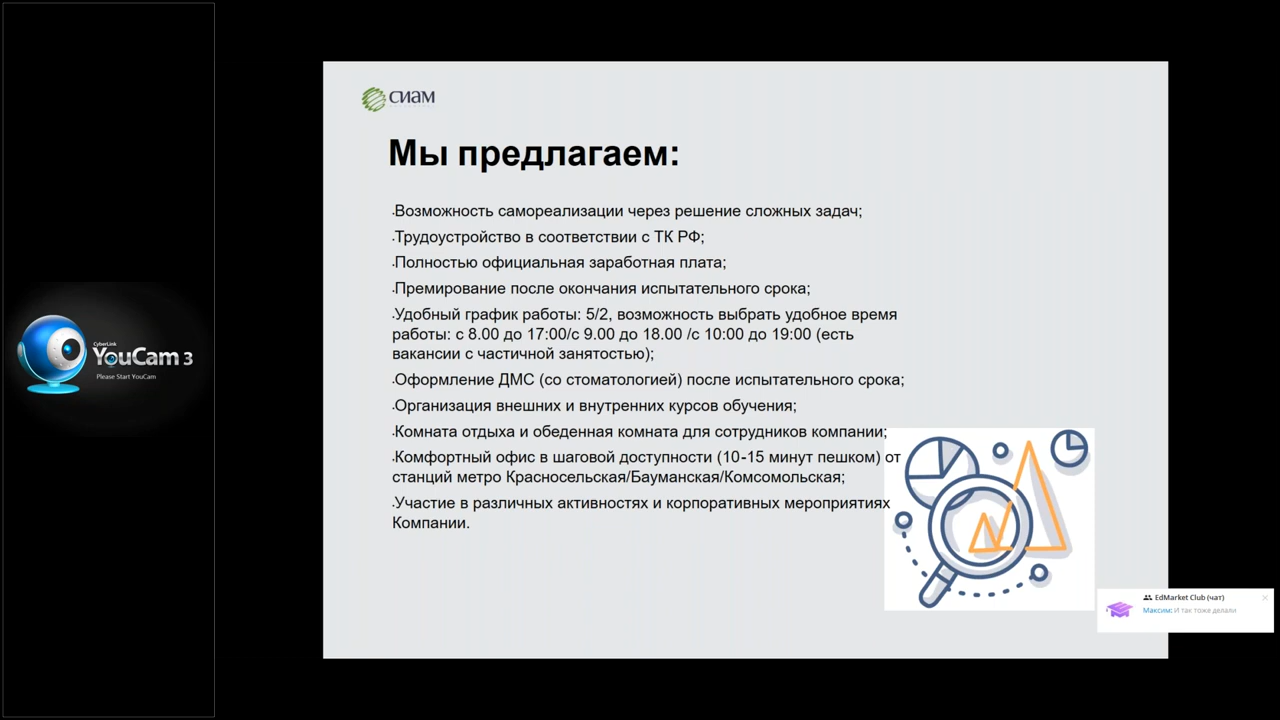 CyberLink
YouCam 3
Please Start YouCam
СИАМ
Мы предлагаем:
.Возможность самореализации через решение сложных задач;
.Трудоустройство в соответствии с ТК РФ;
.Полностью официальная заработная плата;
.Премирование после окончания испытательного срока;
.Удобный график работы: 5/2, возможность выбрать удобное время
работы: с 8.00 до 17:00/с 9.00 до 18.00 /с 10:00 до 19:00 (есть
вакансии с частичной занятостью);
.Оформление ДМС (со стоматологией) после испытательного срока;
.Организация внешних и внутренних курсов обучения;
.Комната отдыха и обеденная комната для сотрудников компании;
.Комфортный офис в шаговой доступности (10-15 минут пешком) от
станций метро Красносельская/Бауманская/Комсомольская;
.Участие в различных активностях и корпоративных мероприятиях
Компании.
EdMarket Club (чат)
Максим: И так тоже делали